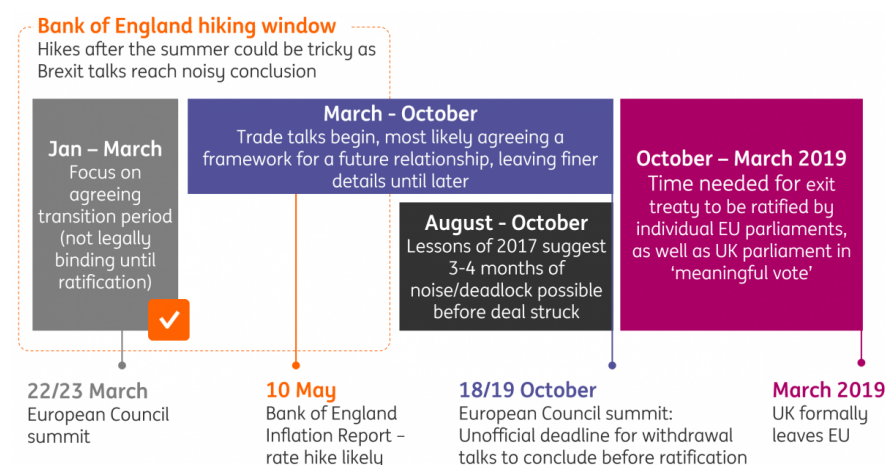 Bank of England hiking window
Hikes after the summer could be tricky as
Brexit talks reach noisy conclusion
Jan – March
Focus on
agreeing
transition period
(not legally
binding until
ratification)
March - October
Trade talks begin, most likely agreeing a
framework for a future relationship, leaving finer
details until later
August - October
Lessons of 2017 suggest
3-4 months of
noise/deadlock possible
before deal struck
October – March 2019
Time needed for exit
treaty to be ratified by
individual EU parliaments,
as well as UK parliament in
‘meaningful vote’
22/23 March
European Council
summit
10 May
Bank of England
Inflation Report –
rate hike likely
18/19 October
European Council summit:
Unofficial deadline for withdrawal
talks to conclude before ratification
March 2019
UK formally
leaves EU